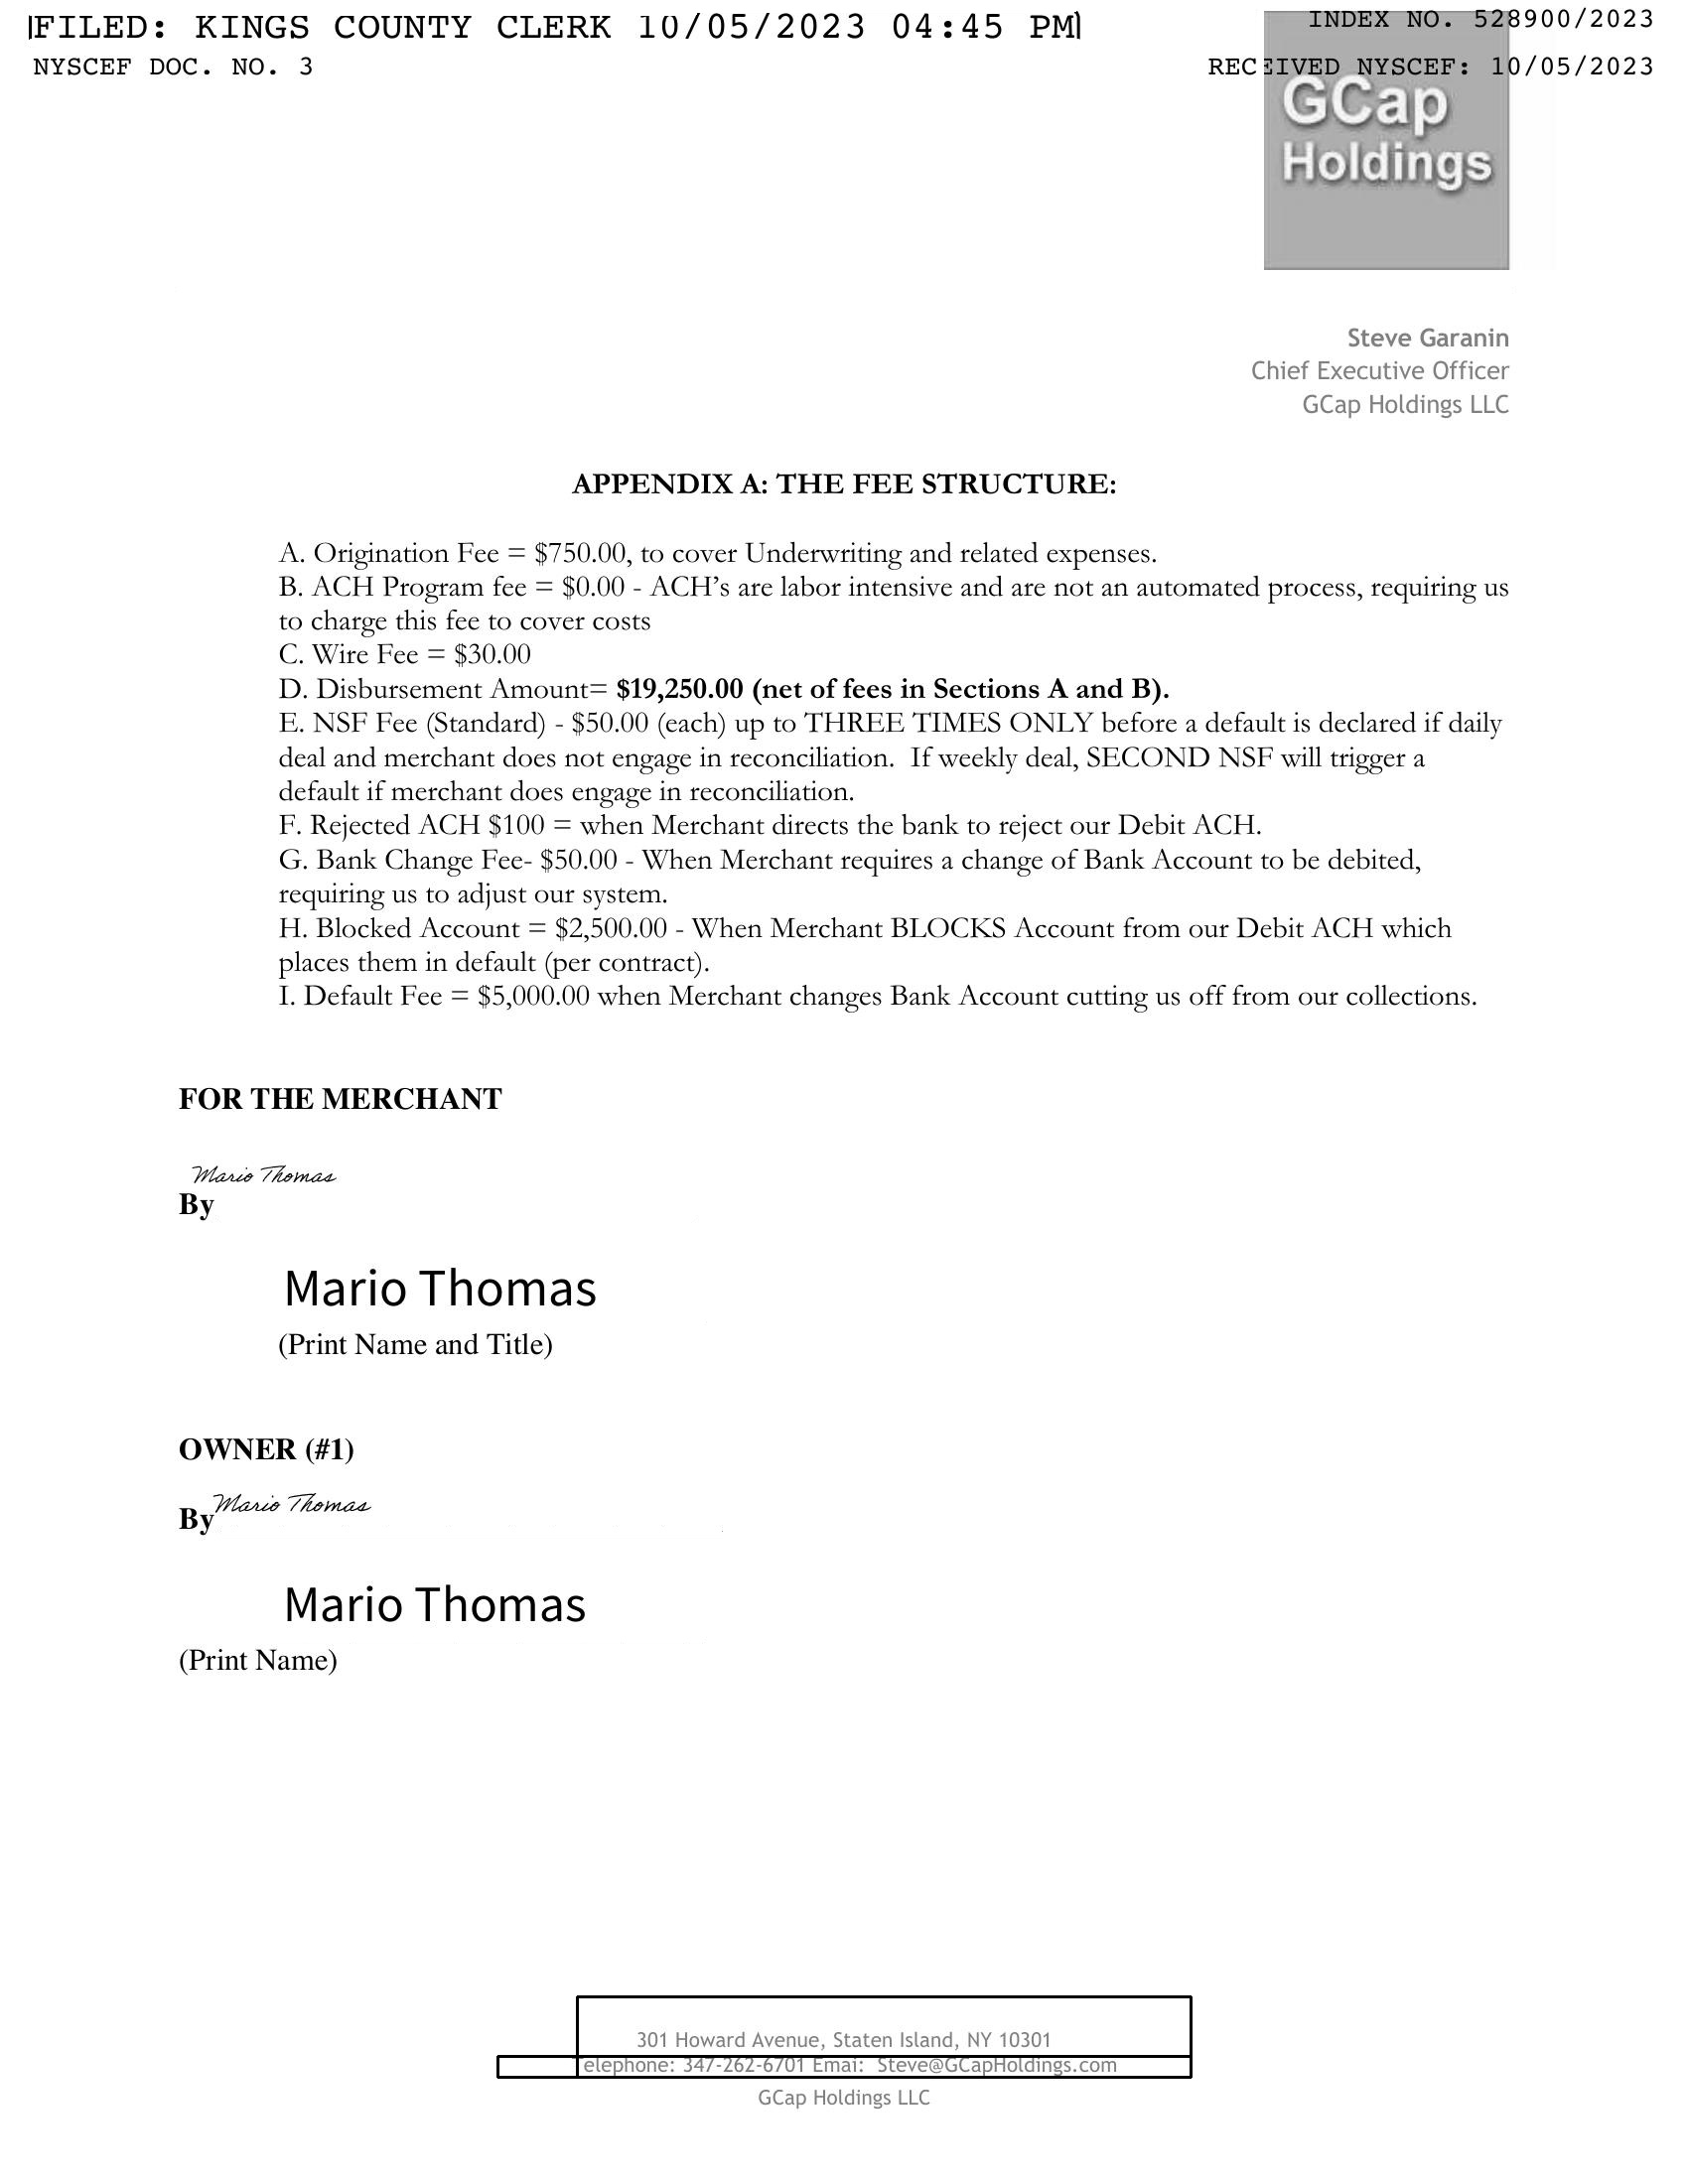 FILED: KINGS COUNTY CLERK 10/05/2023 04:45 PM
INDEX NO. 528900/2023
NYSCEF DOC. NO. 3
RECEIVED NYSCEF: 10/05/2023
GCap
Holdings
Steve Garanin
Chief Executive Officer
GCap Holdings LLC
APPENDIX A: THE FEE STRUCTURE:
A. Origination Fee = $750.00, to cover Underwriting and related expenses.
B. ACH Program fee = $0.00 - ACH’s are labor intensive and are not an automated process, requiring us
to charge this fee to cover costs
C. Wire Fee = $30.00
D. Disbursement Amount= $19,250.00 (net of fees in Sections A and B).
E. NSF Fee (Standard) - $50.00 (each) up to THREE TIMES ONLY before a default is declared if daily
deal and merchant does not engage in reconciliation.  If weekly deal, SECOND NSF will trigger a
default if merchant does engage in reconciliation.
F. Rejected ACH $100 = when Merchant directs the bank to reject our Debit ACH.
G. Bank Change Fee- $50.00 - When Merchant requires a change of Bank Account to be debited,
requiring us to adjust our system.
H. Blocked Account = $2,500.00 - When Merchant BLOCKS Account from our Debit ACH which
places them in default (per contract).
I. Default Fee = $5,000.00 when Merchant changes Bank Account cutting us off from our collections.
FOR THE MERCHANT
Mario Thomas
By
Mario Thomas
(Print Name and Title)
OWNER (#1)
By Mario Thomas
Mario Thomas
(Print Name)
301 Howard Avenue, Staten Island, NY 10301
Telephone: 347-262-6701 Emai:  Steve@GCapHoldings.com
GCap Holdings LLC